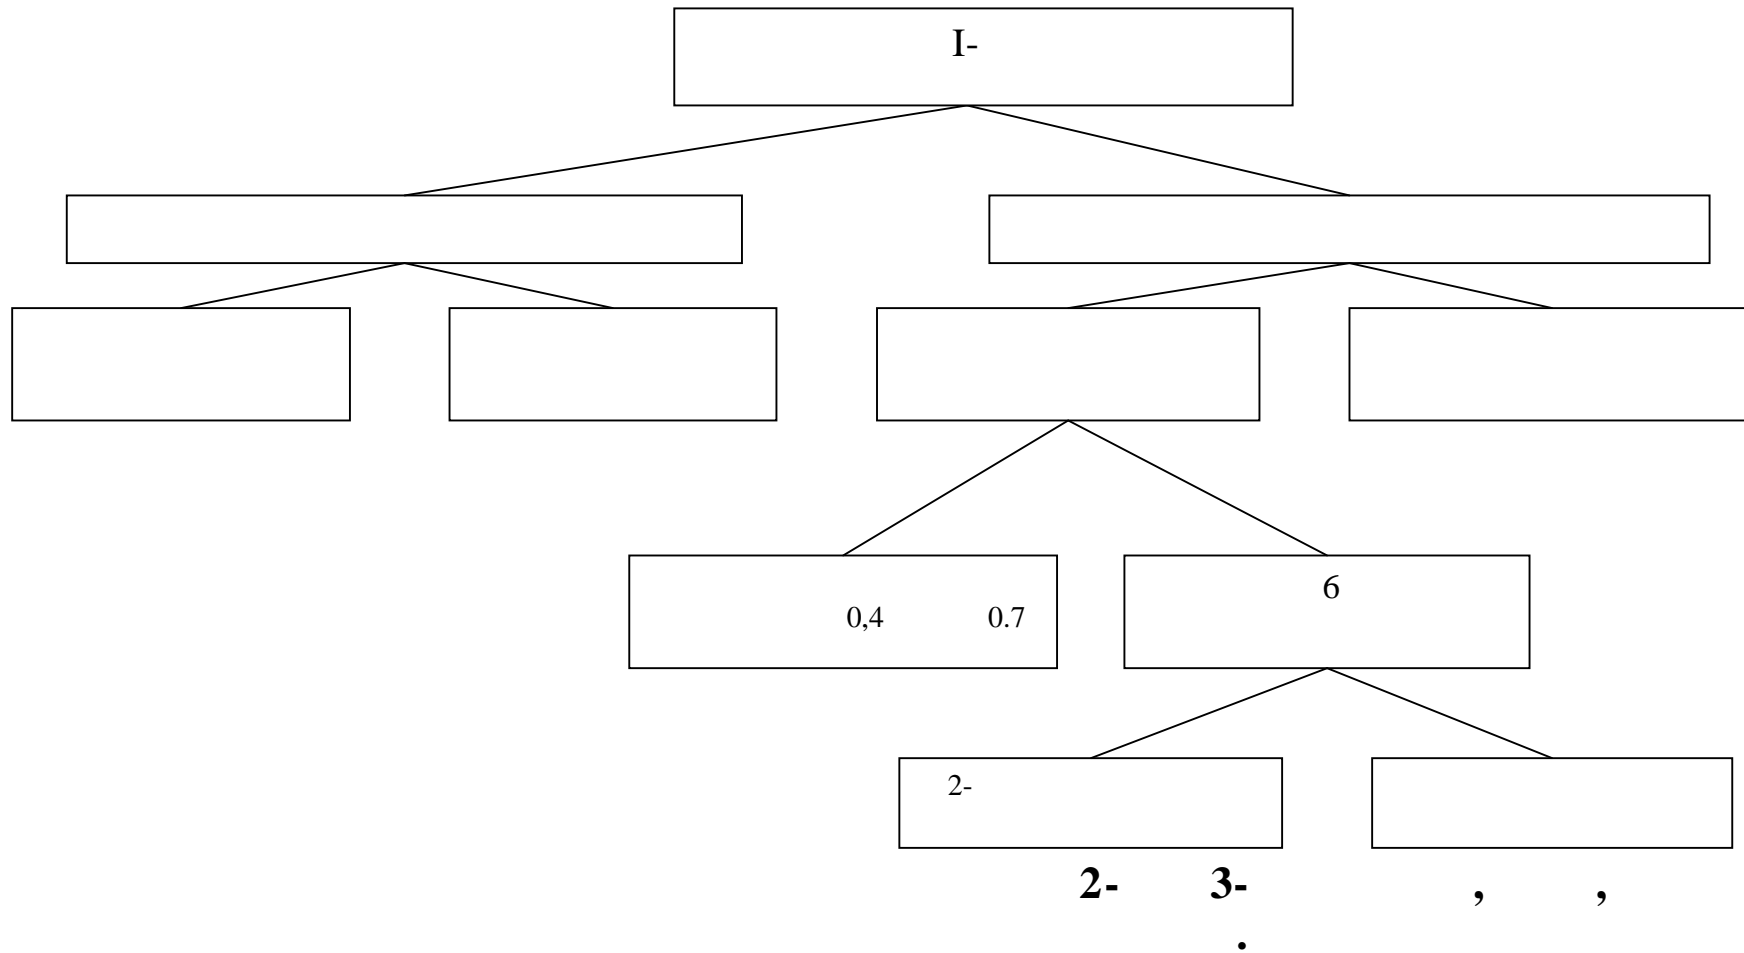 I-
0,4 0.7
6
2-
2- 3- , ,
.